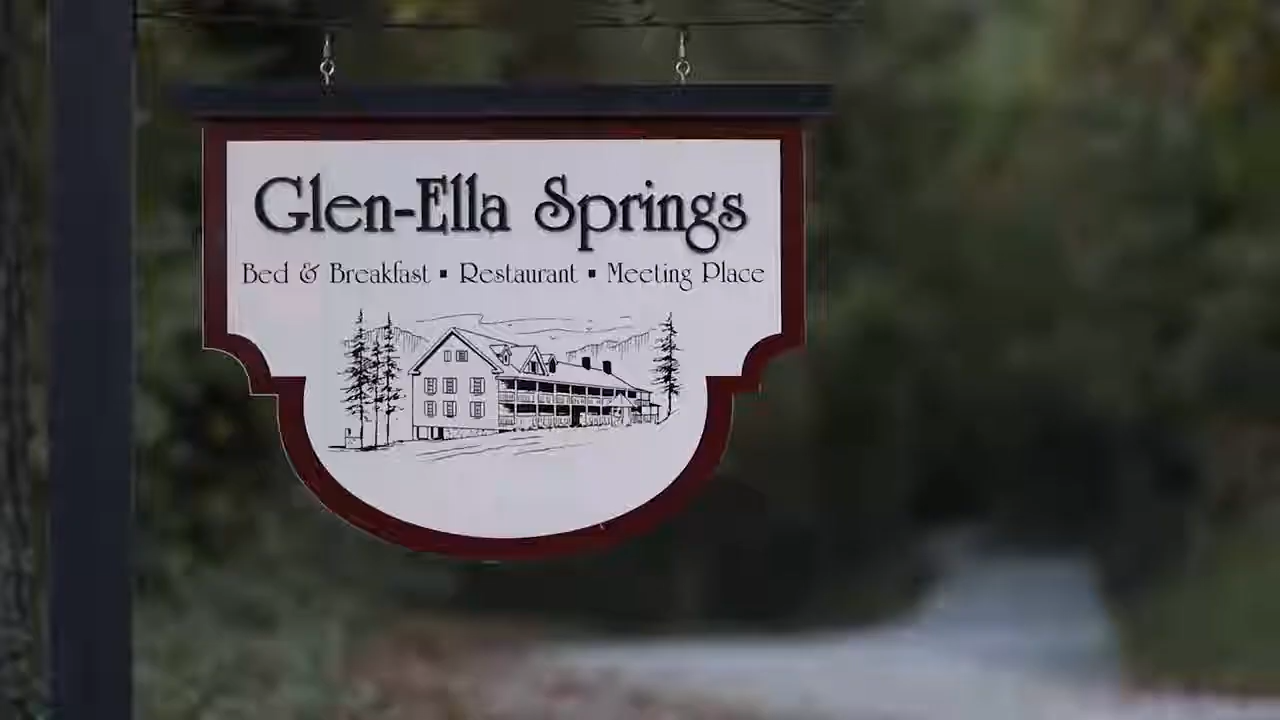 Glen-Ella Springs
Bed & Breakfast ▪ Restaurant ▪ Meeting Place